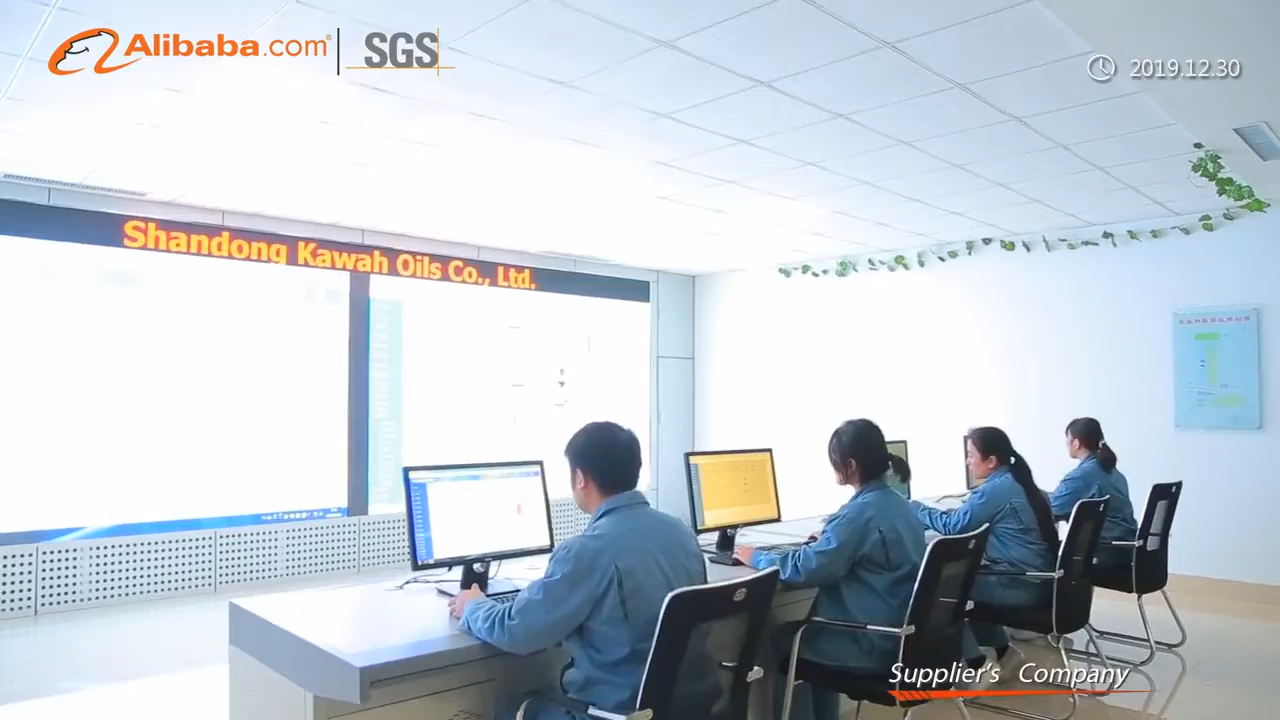 Alibaba.com
SGS
2019.12.30
Shandong Kawah Oils Co., Ltd.
Supplier's Company